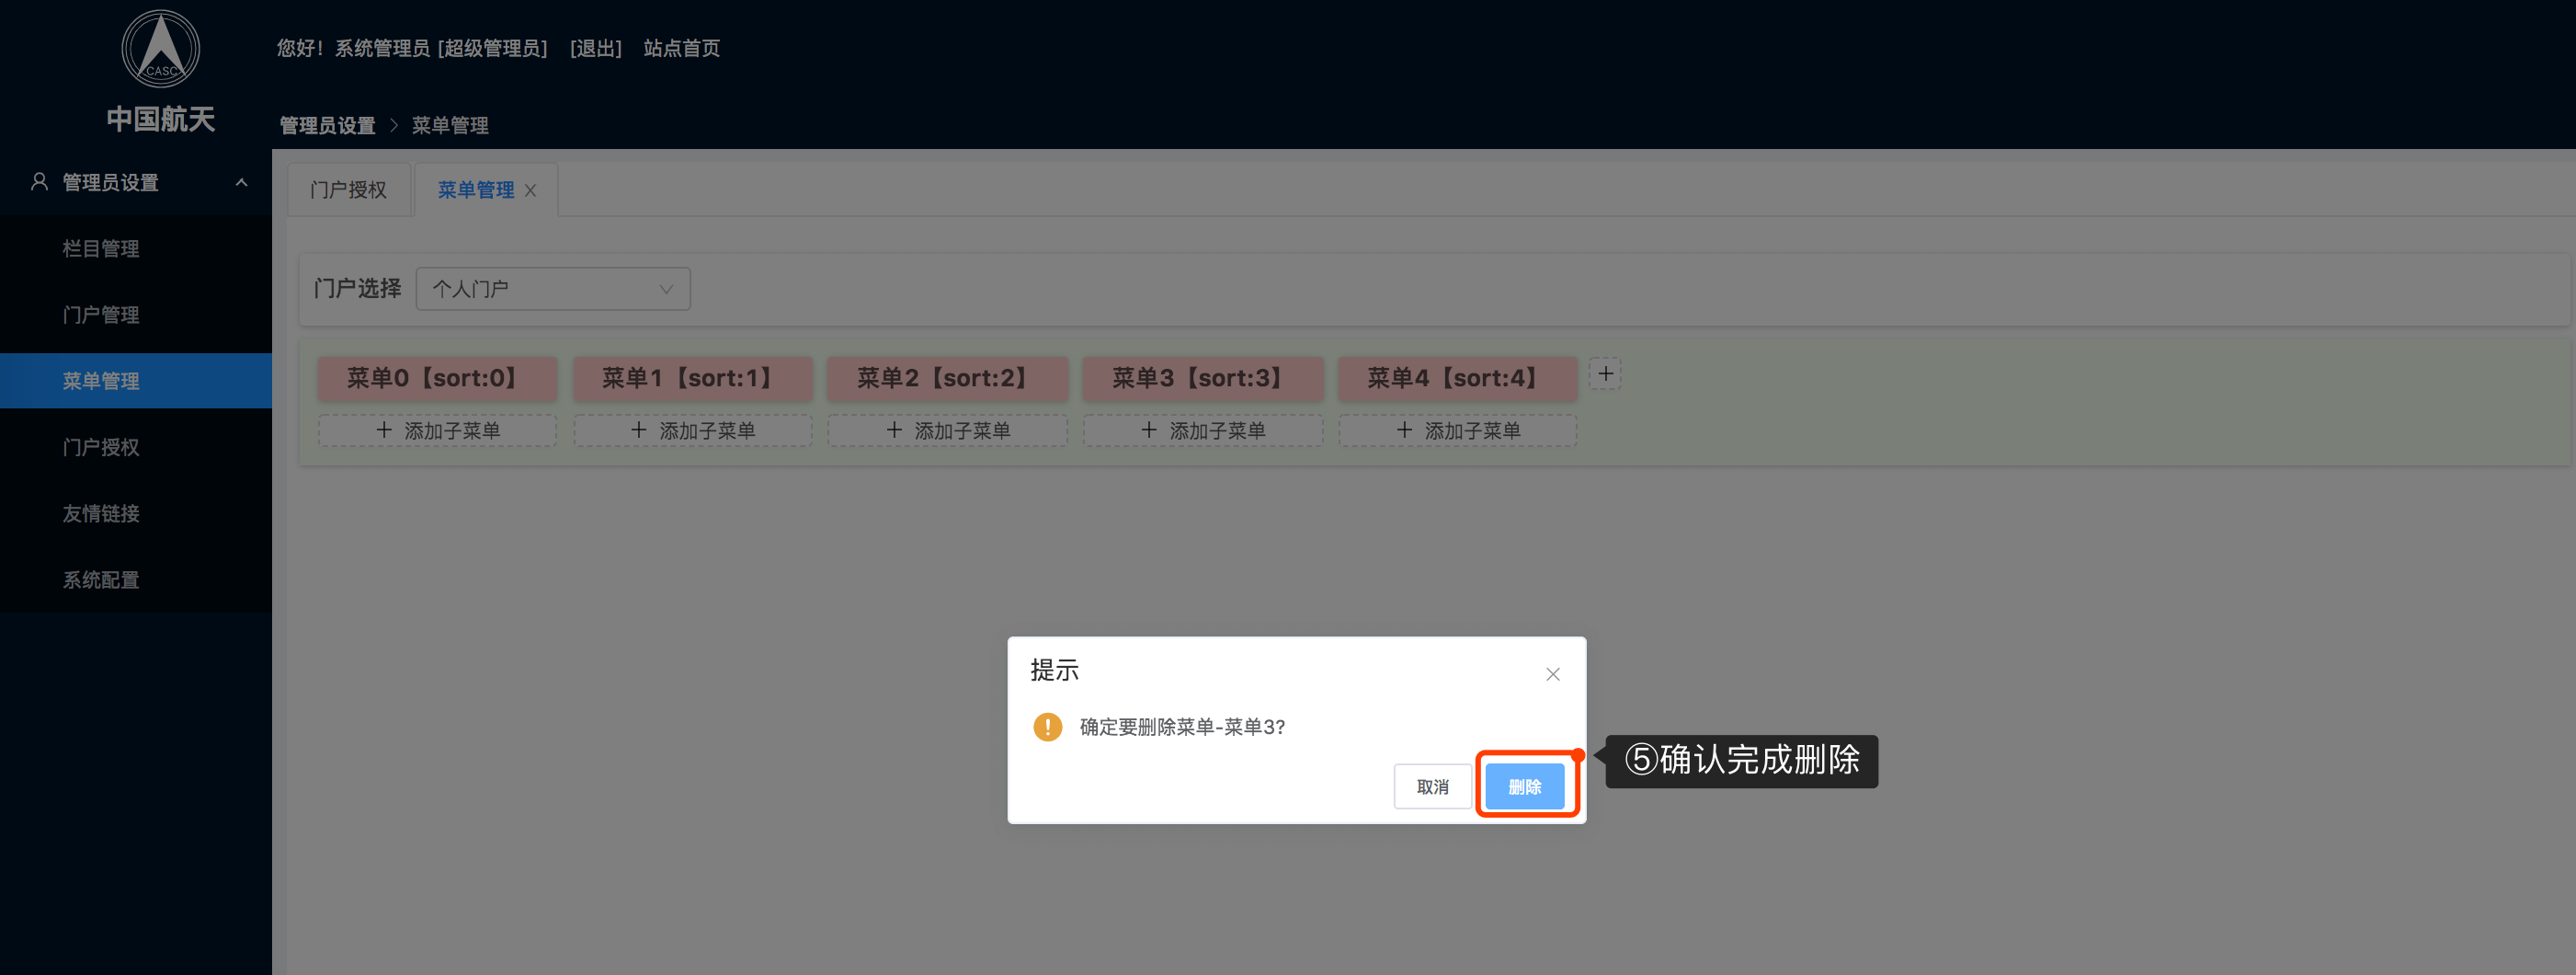 CASC
中国航天
您好！系统管理员 [超级管理员] [退出] 站点首页
管理员设置 > 菜单管理
管理员设置
栏目管理
门户管理
菜单管理
门户授权
友情链接
系统配置
门户授权 菜单管理 ×
门户选择 个人门户
菜单0【sort:0】 菜单1【sort:1】 菜单2【sort:2】 菜单3【sort:3】 菜单4【sort:4】 +
+ 添加子菜单 + 添加子菜单 + 添加子菜单 + 添加子菜单 + 添加子菜单
提示
确定要删除菜单-菜单3?
取消 删除
⑤确认完成删除